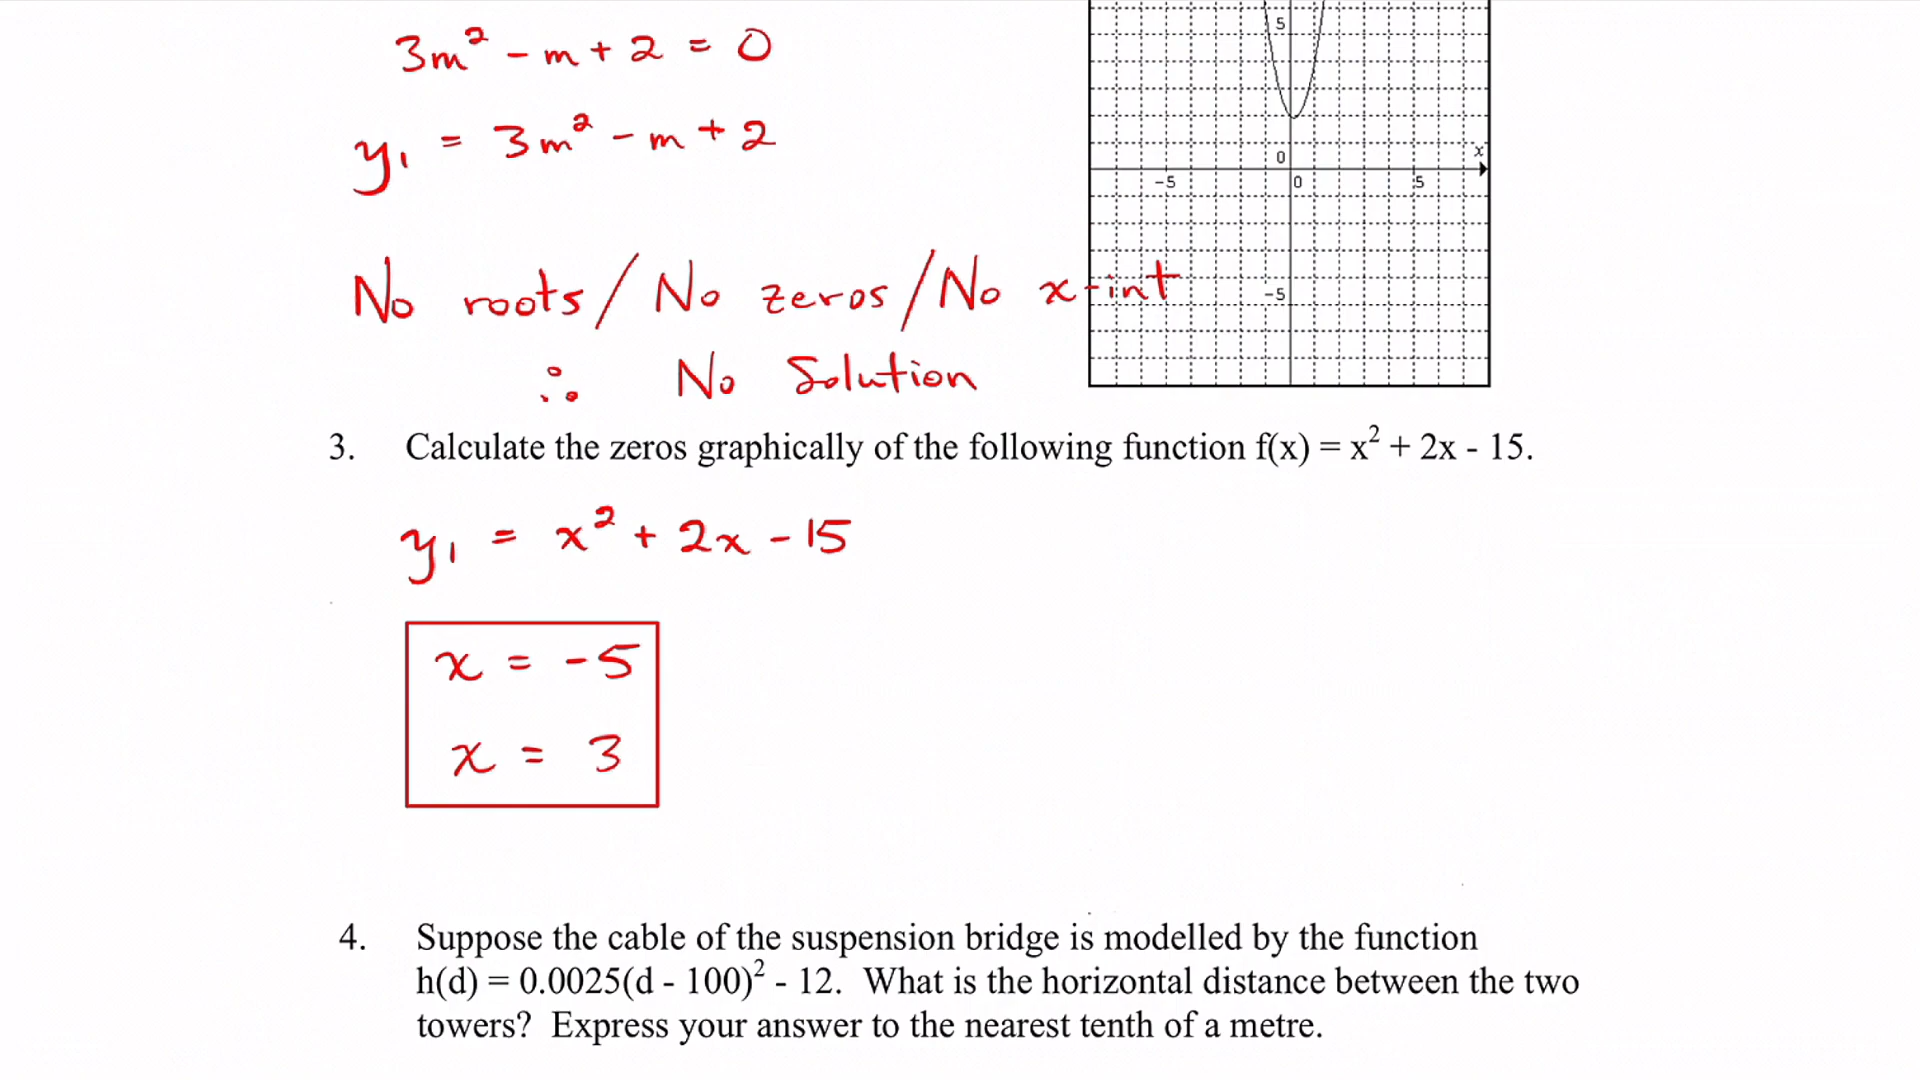 3m² - m + 2 = 0
5
y₁ = 3m² - m + 2
x
0
-5 0 5
No roots / No zeros / No x-int
-5
∴ No Solution
3. Calculate the zeros graphically of the following function f(x) = x² + 2x - 15.
y₁ = x² + 2x - 15
x = -5
x = 3
4. Suppose the cable of the suspension bridge is modelled by the function
h(d) = 0.0025(d - 100)² - 12. What is the horizontal distance between the two
towers? Express your answer to the nearest tenth of a metre.